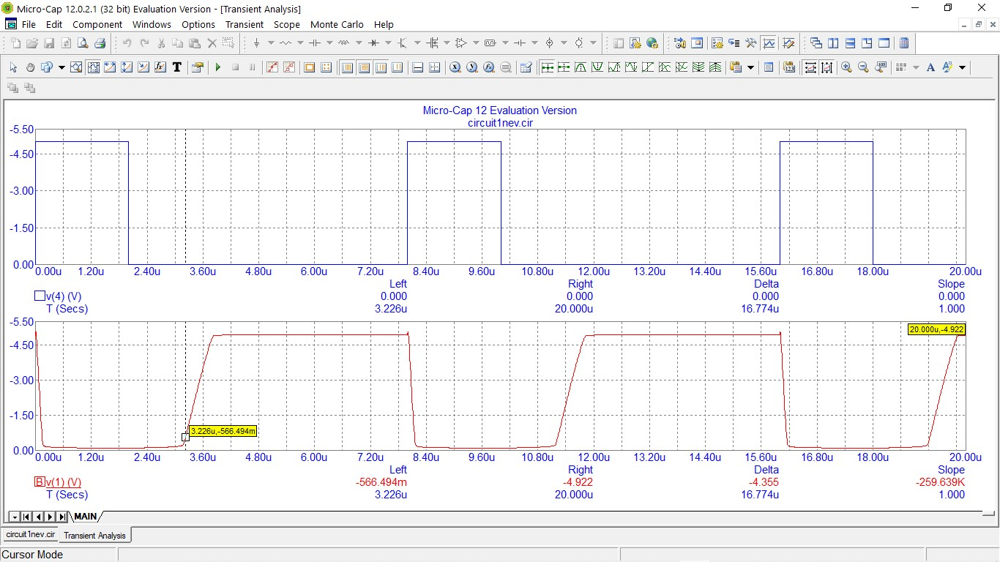 Micro-Cap 12.0.2.1 (32 bit) Evaluation Version - [Transient Analysis]
File Edit Component Windows Options Transient Scope Monte Carlo Help
Micro-Cap 12 Evaluation Version
circuit1nev.cir
-5.50
-4.50
-3.00
-1.50
0.00
0.00u 1.20u 2.40u 3.60u 4.80u 6.00u 7.20u 8.40u 9.60u 10.80u 12.00u 13.20u 14.40u 15.60u 16.80u 18.00u 20.00u
Left Right Delta Slope
v(4) (V) 0.000 0.000 0.000 0.000
T (Secs) 3.226u 20.000u 16.774u 1.000
-5.50
20.000u,-4.922
-4.50
-3.00
-1.50
3.226u,-566.494m
0.00
0.00u 1.20u 2.40u 3.60u 4.80u 6.00u 7.20u 8.40u 9.60u 10.80u 12.00u 13.20u 14.40u 15.60u 16.80u 18.00u 20.00u
Left Right Delta Slope
B v(1) (V) -566.494m -4.922 -4.355 -259.639K
T (Secs) 3.226u 20.000u 16.774u 1.000
MAIN
circuit1nev.cir Transient Analysis
Cursor Mode